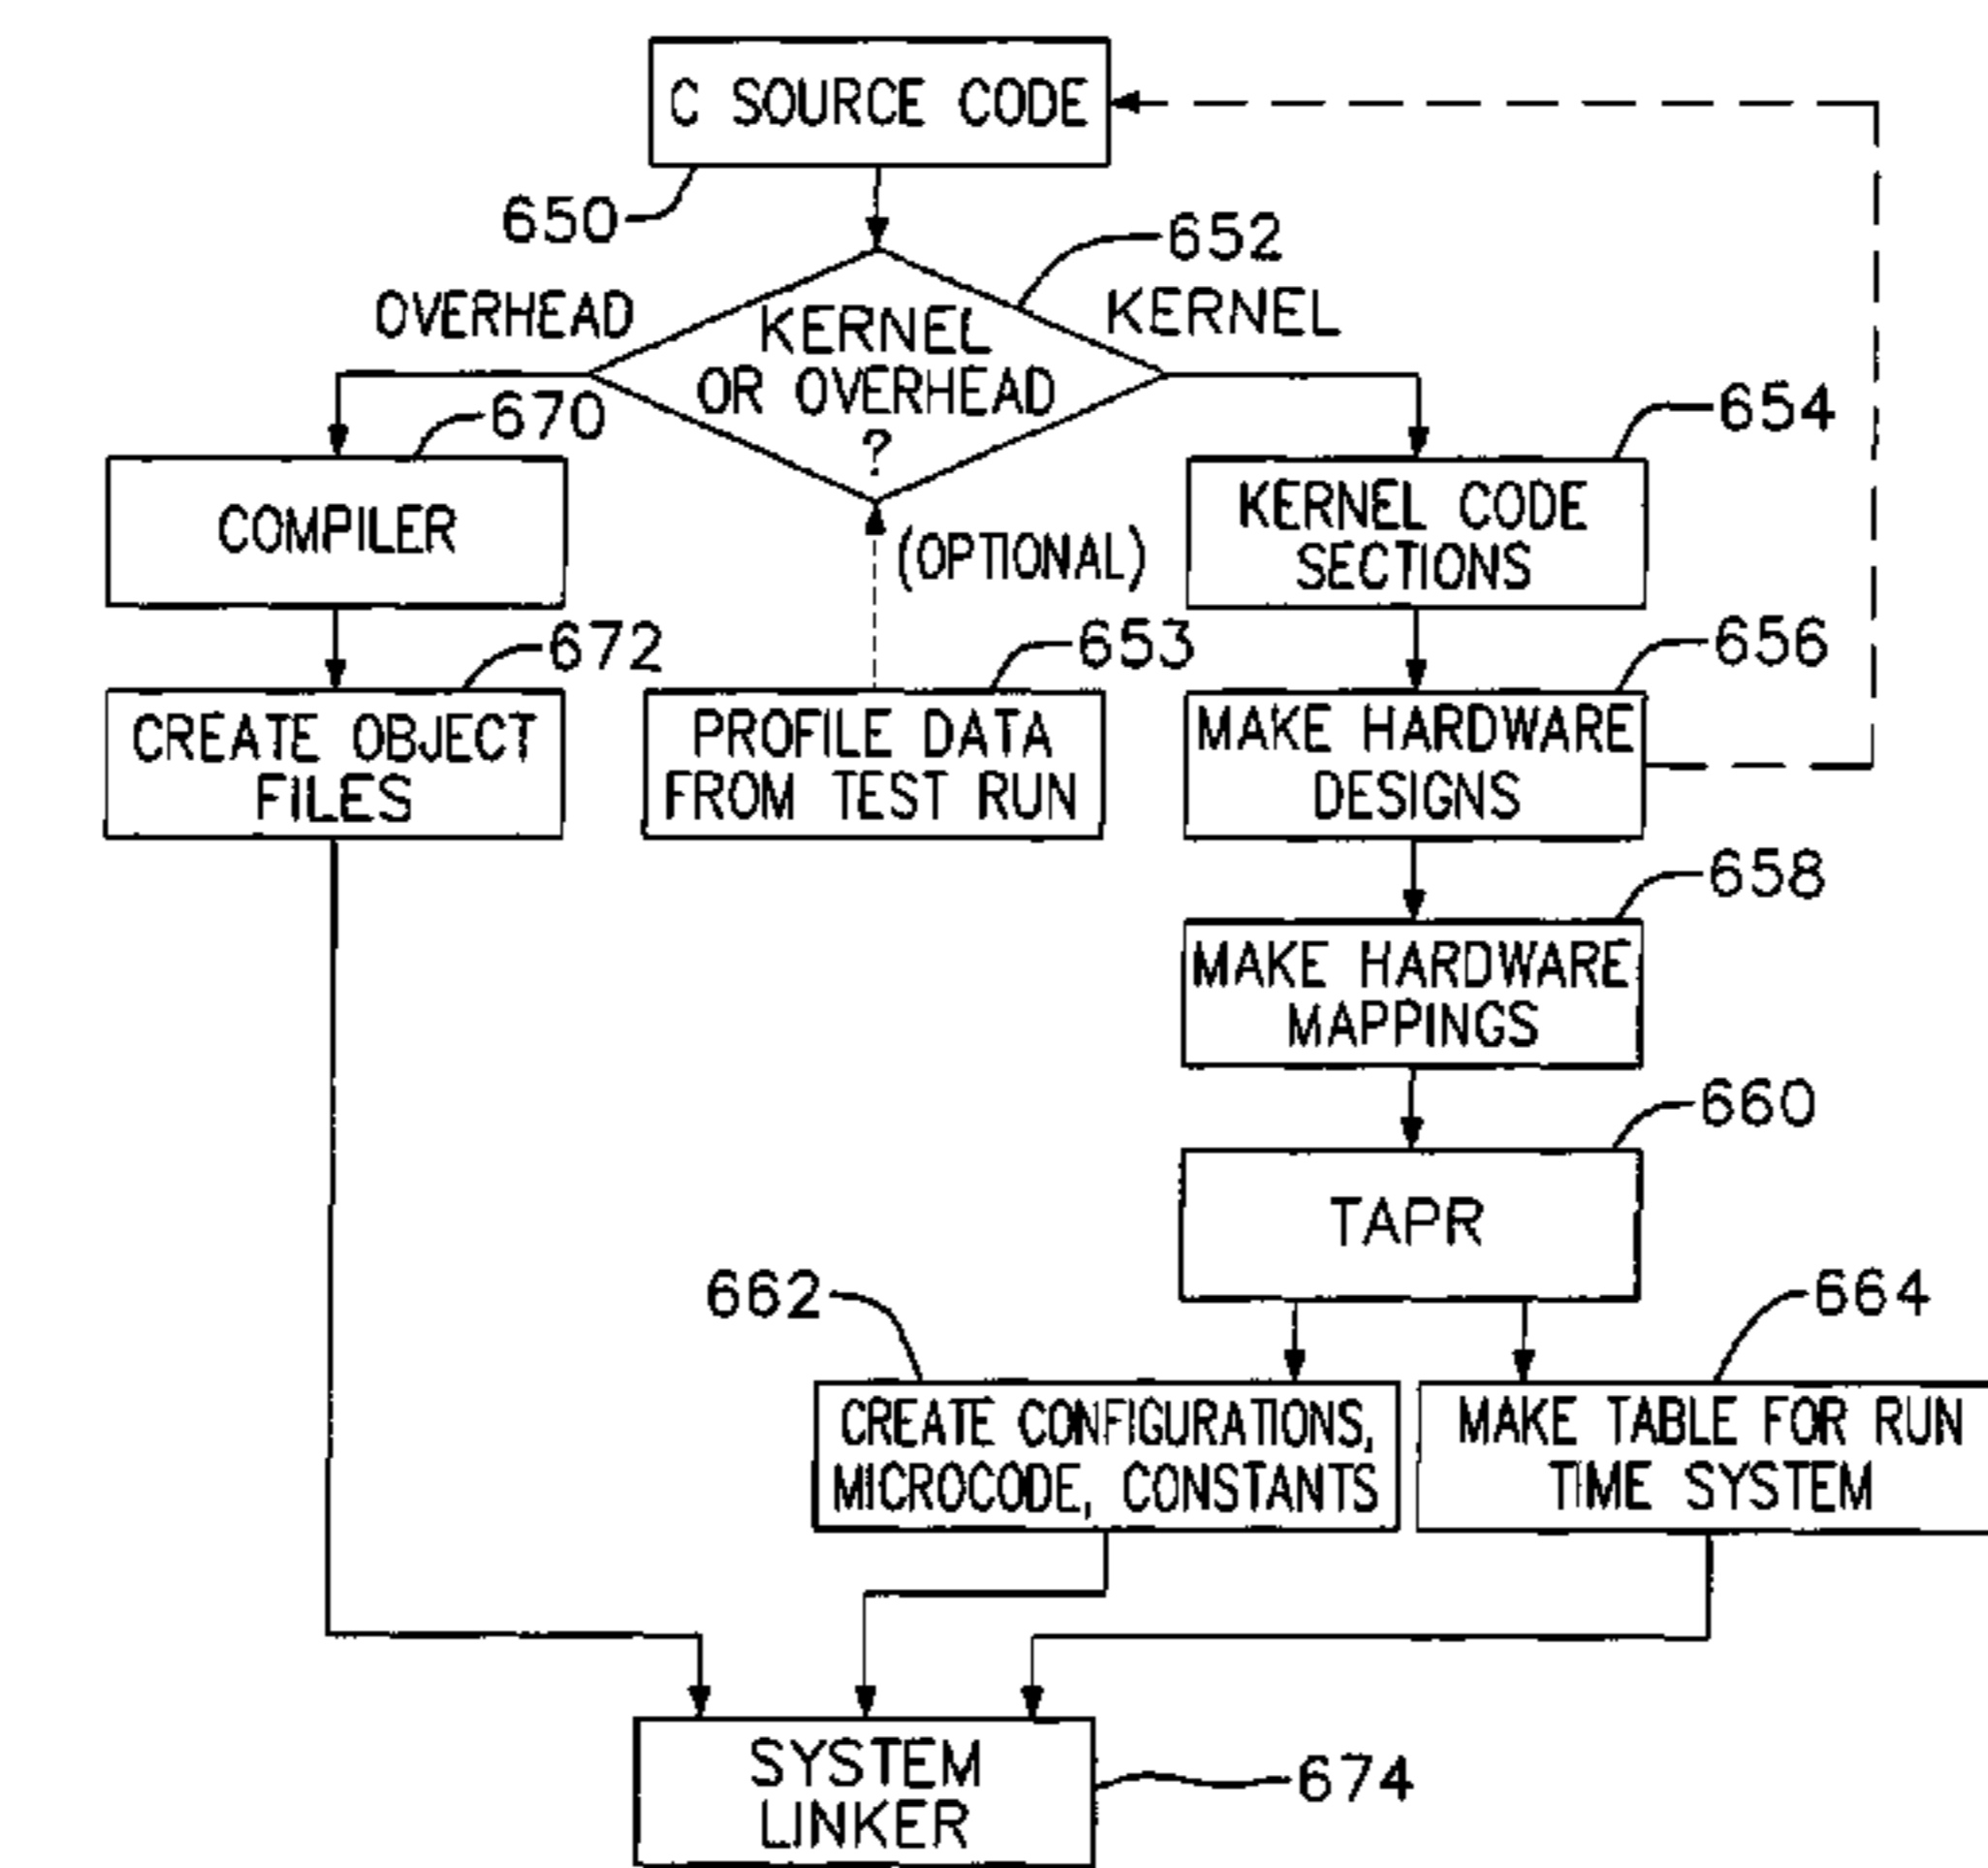 C SOURCE CODE
650
652
OVERHEAD
KERNEL
KERNEL
OR OVERHEAD
?
670
654
COMPILER
(OPTIONAL)
KERNEL CODE
SECTIONS
672
653
656
CREATE OBJECT
FILES
PROFILE DATA
FROM TEST RUN
MAKE HARDWARE
DESIGNS
658
MAKE HARDWARE
MAPPINGS
660
TAPR
662
664
CREATE CONFIGURATIONS,
MICROCODE, CONSTANTS
MAKE TABLE FOR RUN
TIME SYSTEM
SYSTEM
LINKER
674